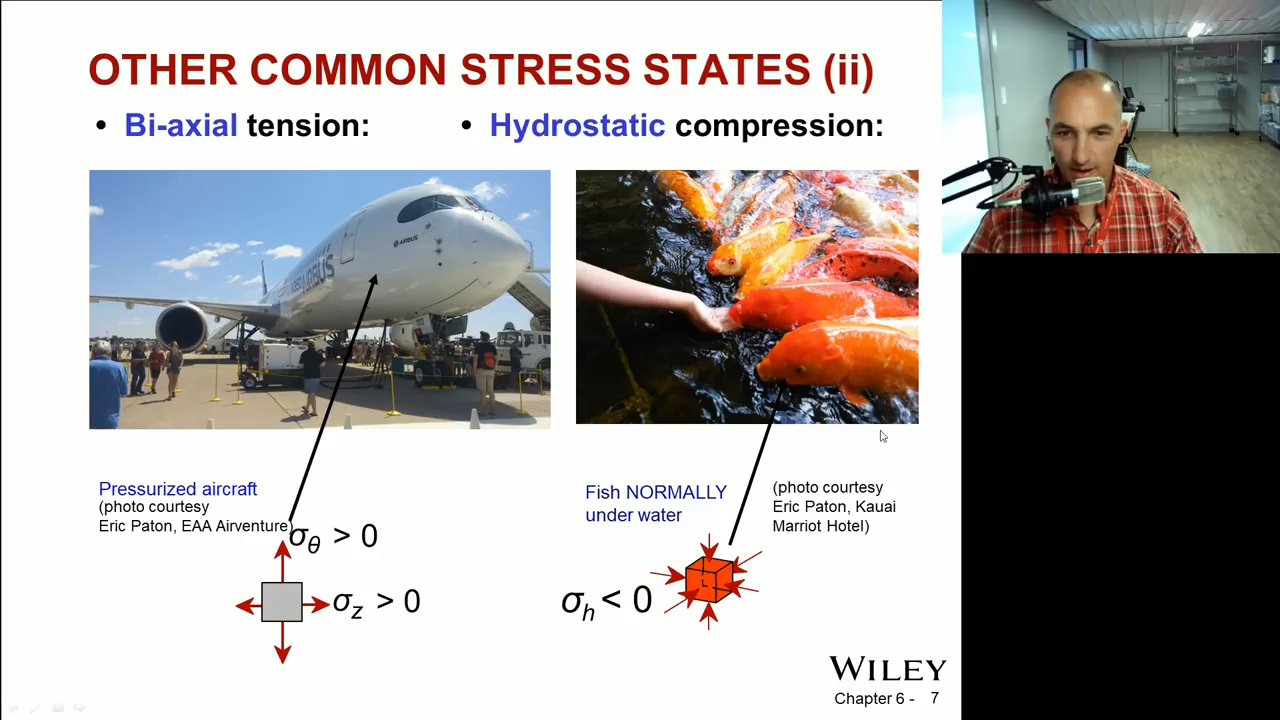 OTHER COMMON STRESS STATES (ii)
• Bi-axial tension:
• Hydrostatic compression:
AIRBUS
AIRBUS
Pressurized aircraft
(photo courtesy
Eric Paton, EAA Airventure)
σθ > 0
σz > 0
Fish NORMALLY
under water
(photo courtesy
Eric Paton, Kauai
Marriot Hotel)
σh < 0
WILEY
Chapter 6 - 7